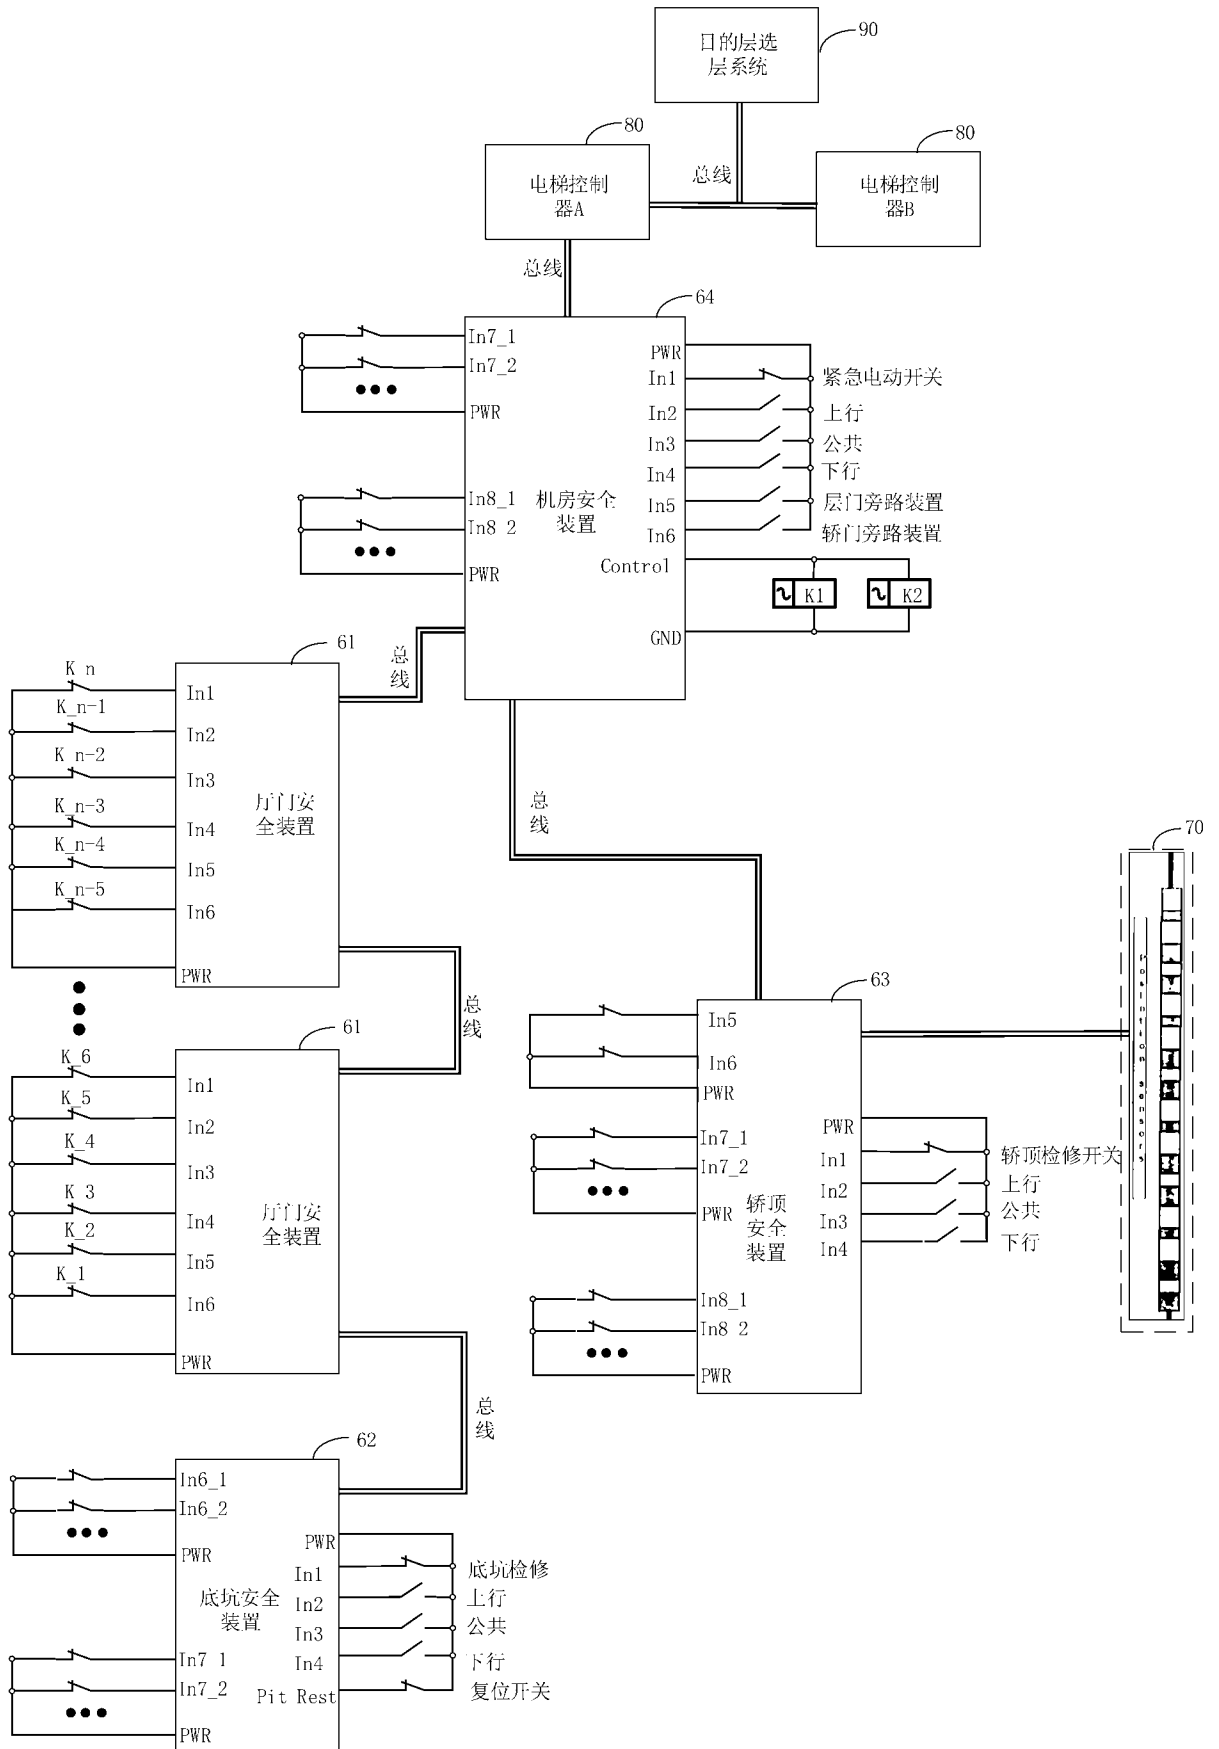 目的层选
层系统
90
80
电梯控制
器A
总线
80
电梯控制
器B
总线
64
In7_1
In7_2
PWR
In8_1
In8 2
PWR
机房安全
装置
PWR
In1
In2
In3
In4
In5
In6
Control
GND
紧急电动开关
上行
公共
下行
层门旁路装置
轿门旁路装置
K1
K2
总线
61
K n
K_n-1
K n-2
K_n-3
K_n-4
K_n-5
In1
In2
In3
In4
In5
In6
PWR
厅门安
全装置
总线
总线
61
K_6
K_5
K_4
K 3
K_2
K_1
In1
In2
In3
In4
In5
In6
PWR
厅门安
全装置
总线
63
In5
In6
PWR
In7_1
In7_2
PWR
In8_1
In8 2
PWR
轿顶
安全
装置
PWR
In1
In2
In3
In4
轿顶检修开关
上行
公共
下行
70
62
In6_1
In6_2
PWR
In7 1
In7_2
PWR
底坑安全
装置
PWR
In1
In2
In3
In4
Pit Rest
底坑检修
上行
公共
下行
复位开关